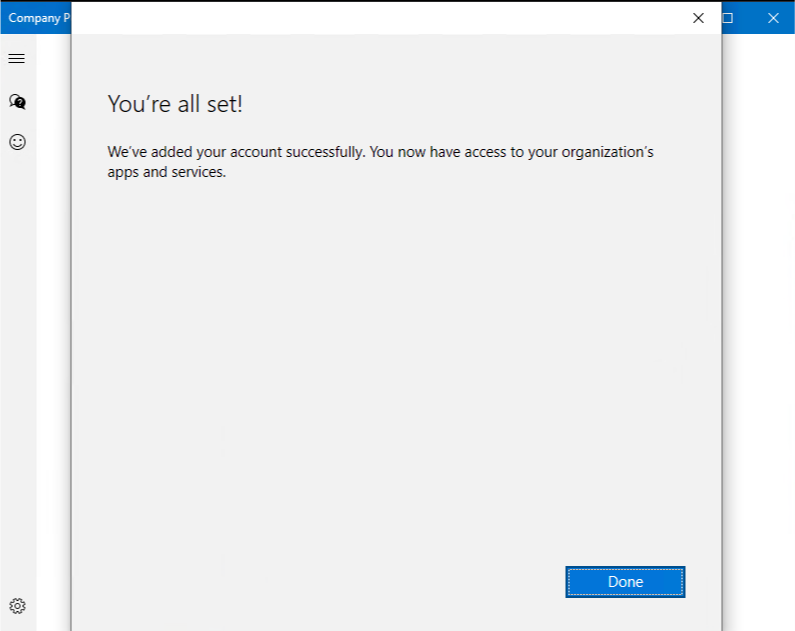 Company P
You’re all set!
We’ve added your account successfully. You now have access to your organization’s
apps and services.
Done